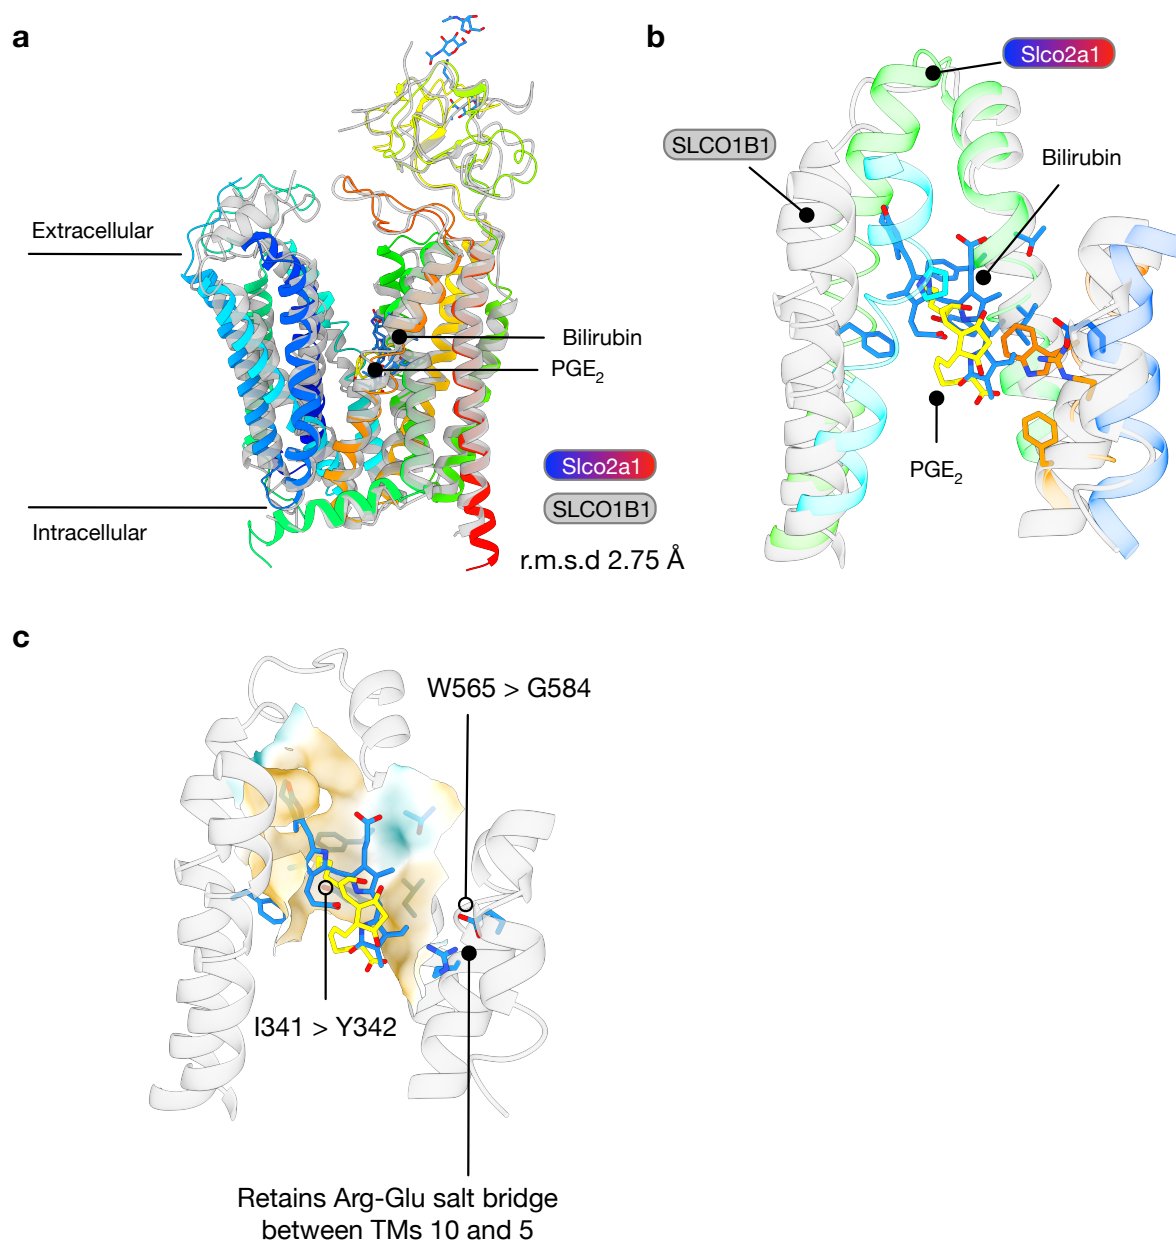 a
Extracellular
Intracellular
Bilirubin
PGE₂
Slco2a1
SLCO1B1
r.m.s.d 2.75 Å
b
Slco2a1
SLCO1B1
Bilirubin
PGE₂
c
W565 > G584
I341 > Y342
Retains Arg-Glu salt bridge
between TMs 10 and 5